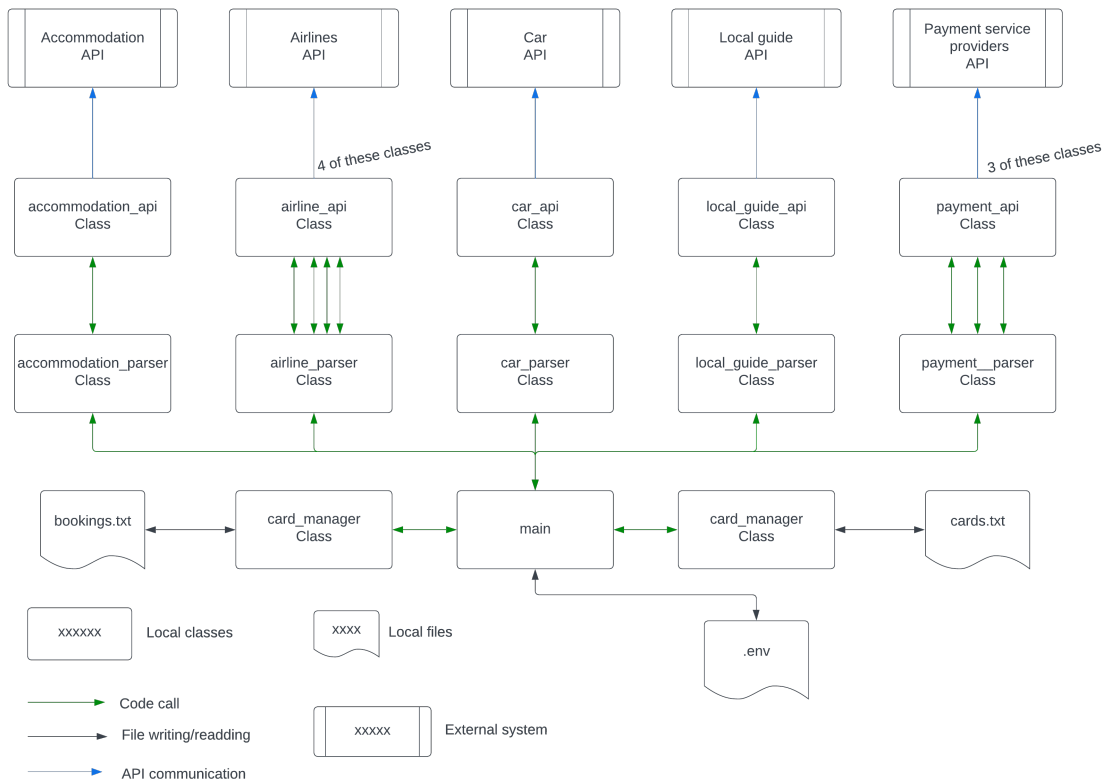 Accommodation
API
Airlines
API
Car
API
Local guide
API
Payment service
providers
API
4 of these classes
3 of these classes
accommodation_api
Class
airline_api
Class
car_api
Class
local_guide_api
Class
payment_api
Class
accommodation_parser
Class
airline_parser
Class
car_parser
Class
local_guide_parser
Class
payment__parser
Class
bookings.txt
card_manager
Class
main
card_manager
Class
cards.txt
xxxxxx
Local classes
xxxx
Local files
.env
Code call
File writing/readding
xxxxx
External system
API communication